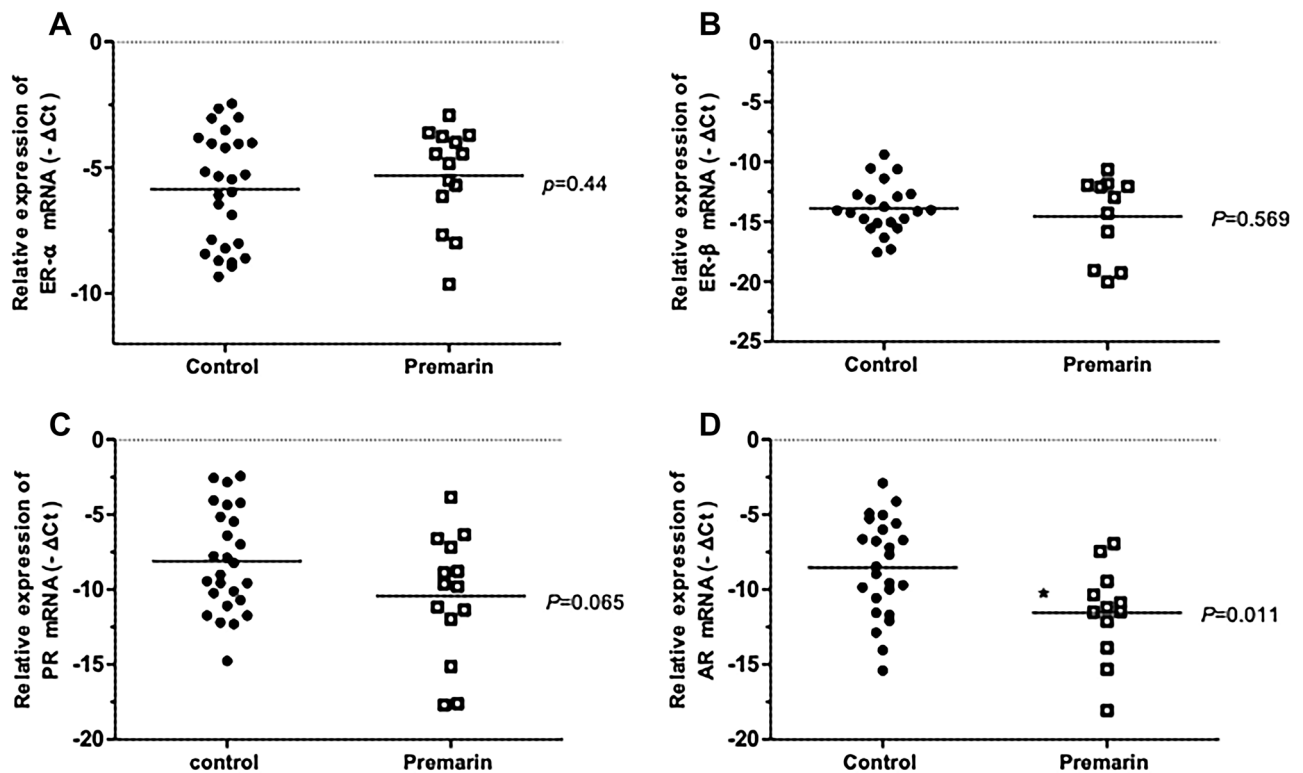 A
Relative expression of
ER-α mRNA (- ΔCt)
0
-5
-10
Control
Premarin
p=0.44
B
Relative expression of
ER-β mRNA (- ΔCt)
0
-5
-10
-15
-20
-25
Control
Premarin
P=0.569
C
Relative expression of
PR mRNA (- ΔCt)
0
-5
-10
-15
-20
control
Premarin
P=0.065
D
Relative expression of
AR mRNA (- ΔCt)
0
-5
-10
-15
-20
*
Control
Premarin
P=0.011